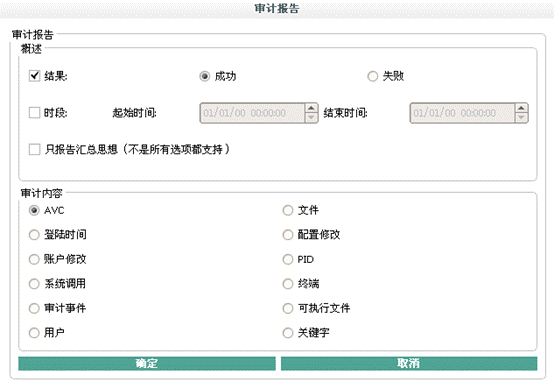 审计报告
审计报告
概述
结果: 成功 失败
时段: 起始时间: 01/01/00 00:00:00 结束时间: 01/01/00 00:00:00
只报告汇总思想（不是所有选项都支持）
审计内容
AVC 文件
登陆时间 配置修改
账户修改 PID
系统调用 终端
审计事件 可执行文件
用户 关键字
确定 取消